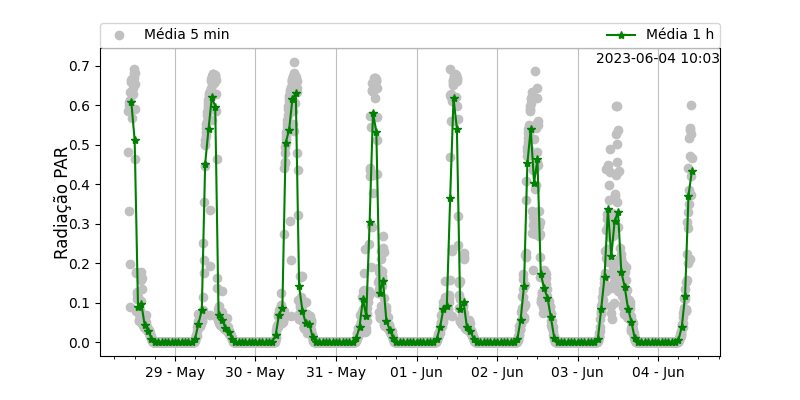 Média 5 min
Média 1 h
2023-06-04 10:03
Radiação PAR
0.7
0.6
0.5
0.4
0.3
0.2
0.1
0.0
29 - May
30 - May
31 - May
01 - Jun
02 - Jun
03 - Jun
04 - Jun